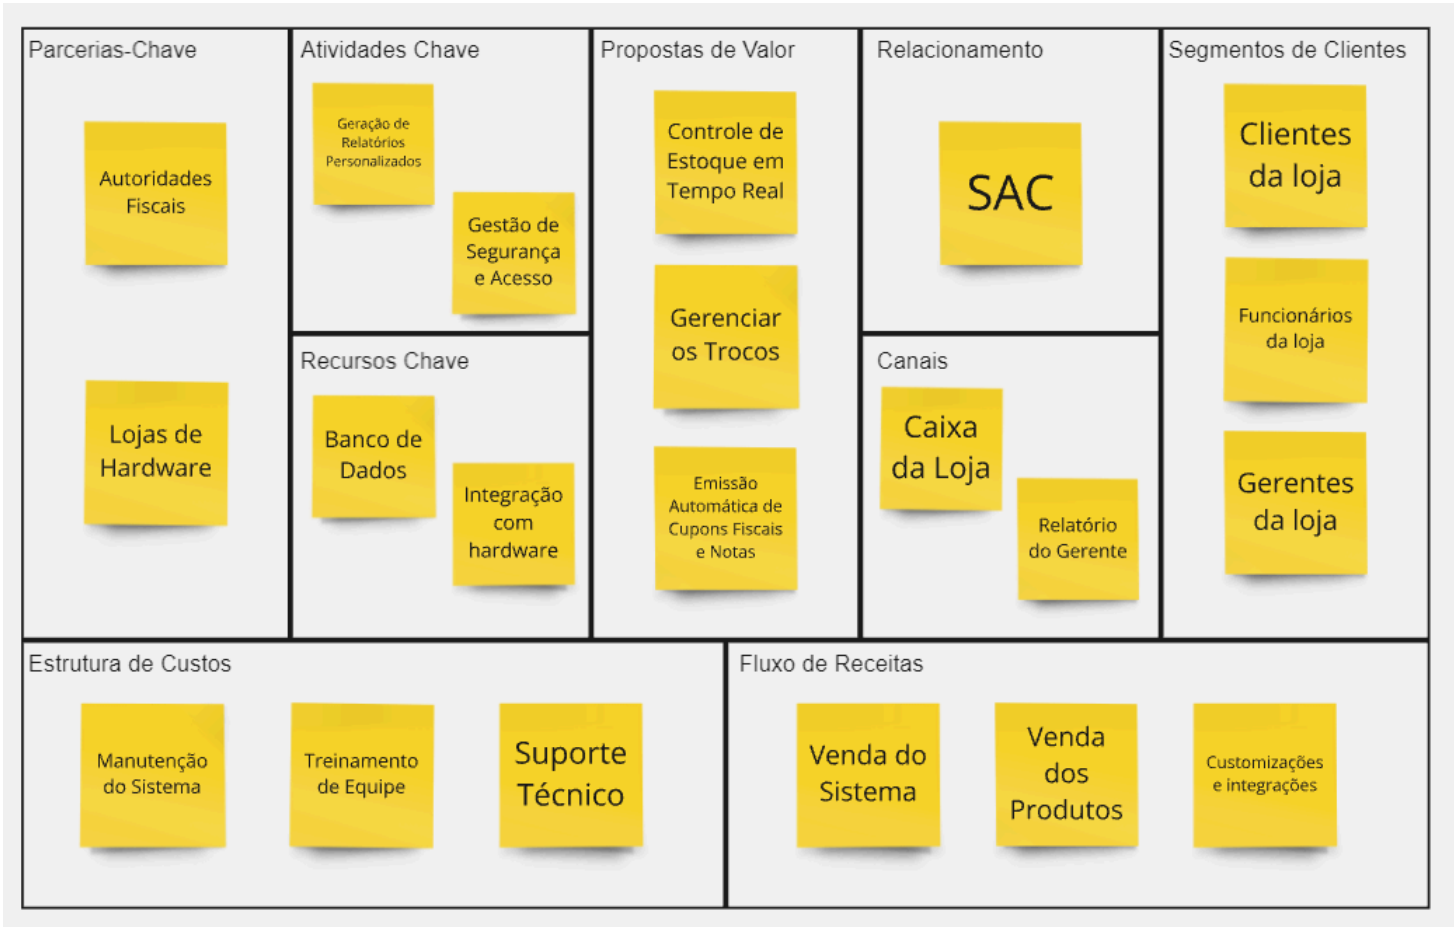 Parcerias-Chave
Autoridades
Fiscais
Lojas de
Hardware
Atividades Chave
Geração de
Relatórios
Personalizados
Gestão de
Segurança
e Acesso
Recursos Chave
Banco de
Dados
Integração
com
hardware
Propostas de Valor
Controle de
Estoque em
Tempo Real
Gerenciar
os Trocos
Emissão
Automática de
Cupons Fiscais
e Notas
Relacionamento
SAC
Canais
Caixa
da Loja
Relatório
do Gerente
Segmentos de Clientes
Clientes
da loja
Funcionários
da loja
Gerentes
da loja
Estrutura de Custos
Manutenção
do Sistema
Treinamento
de Equipe
Suporte
Técnico
Fluxo de Receitas
Venda do
Sistema
Venda
dos
Produtos
Customizações
e integrações